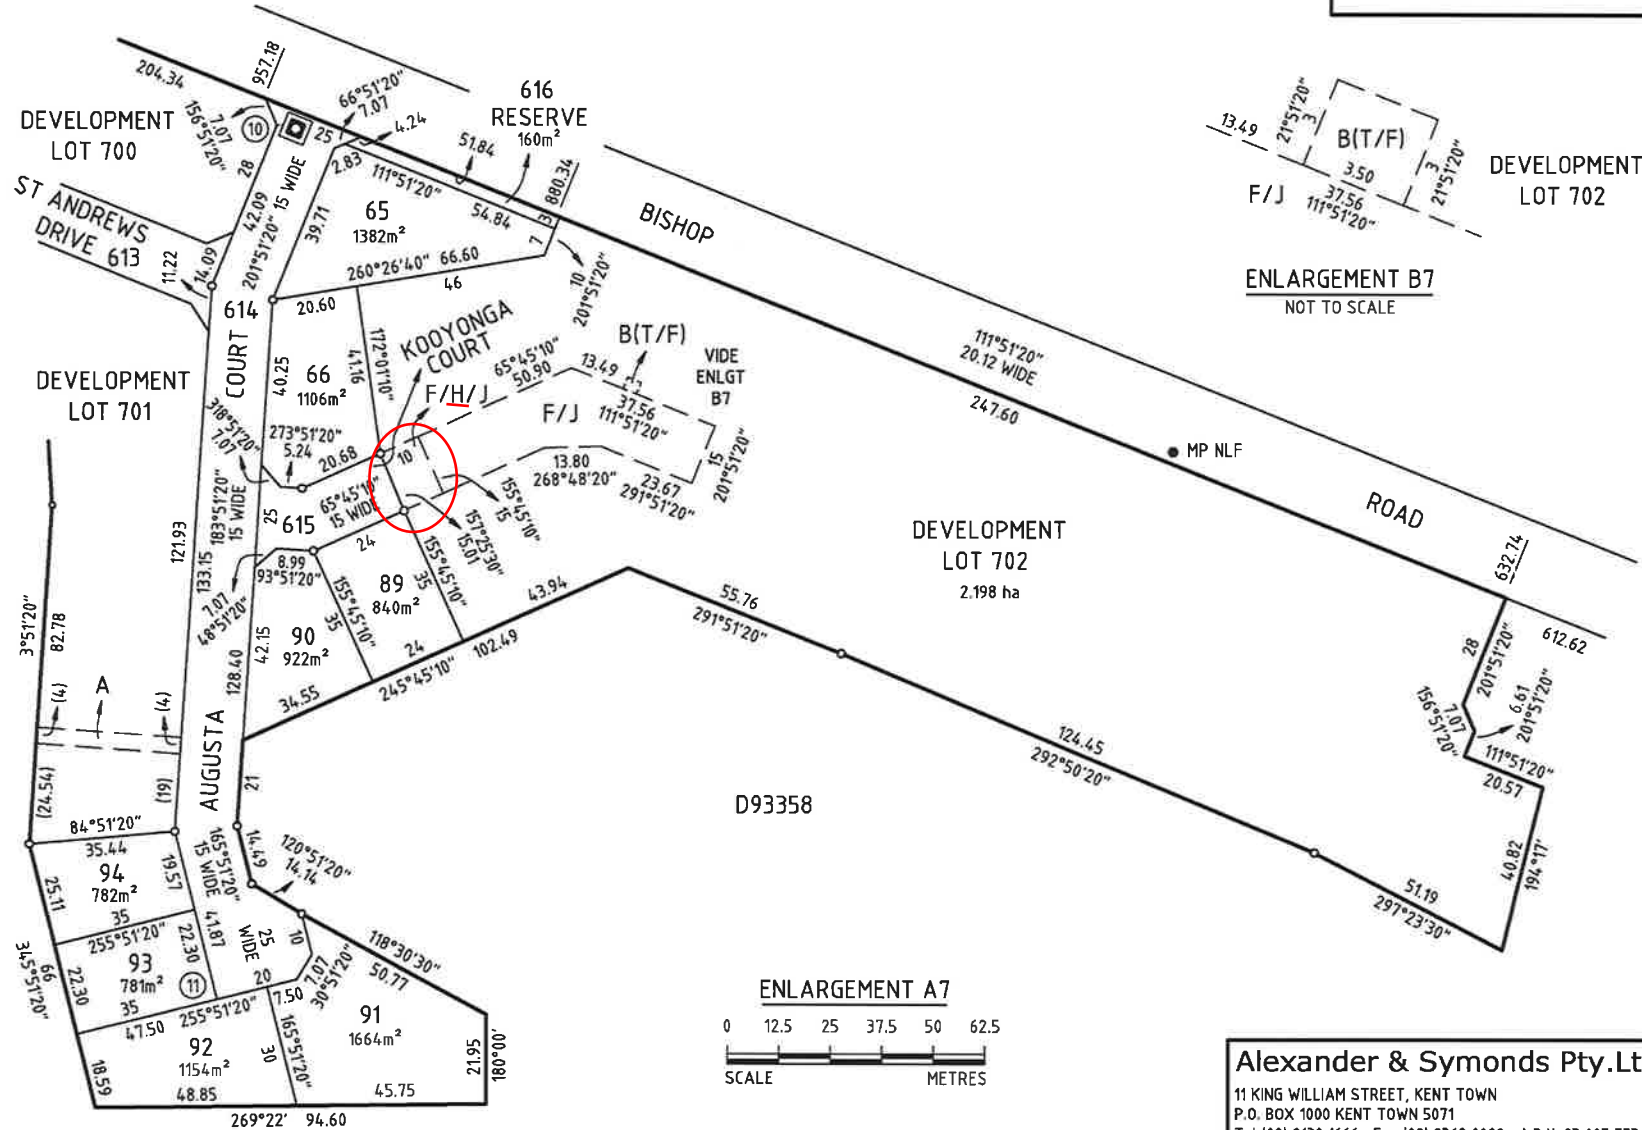 204.34
957.18
DEVELOPMENT
LOT 700
7.07
156°51'20"
10
25
66°51'20"
7.07
4.24
616
RESERVE
160m²
51.84
880.34
BISHOP
ROAD
111°51'20"
20.12 WIDE
247.60
MP NLF
632.74
612.62
ST ANDREWS
DRIVE 613
28
42.09
201°51'20" 15 WIDE
39.71
2.83
111°51'20"
54.84
3
7
10
201°51'20"
65
1382m²
260°26'40" 66.60
46
11.22
14.09
614
20.60
COURT
40.25
66
1106m²
41.16
172°01'10"
KOOYONGA
COURT
F/H/J
65°45'10"
50.90
13.49
B(T/F)
VIDE
ENLGT
B7
F/J
37.56
111°51'20"
15
201°51'20"
13.80
268°48'20"
23.67
291°51'20"
DEVELOPMENT
LOT 701
318°51'20"
7.07
273°51'20"
5.24
20.68
10
65°45'10"
15 WIDE
615
25
155°45'10"
15
157°25'30"
15.01
24
8.99
93°51'20"
7.07
48°51'20"
121.93
133.15
183°51'20"
15 WIDE
89
840m²
35
155°45'10"
155°45'10"
35
24
43.94
90
922m²
42.15
128.40
34.55
245°45'10" 102.49
3°51'20"
82.78
A
(4)
(4)
(24.54)
(19)
AUGUSTA
21
DEVELOPMENT
LOT 702
2.198 ha
55.76
291°51'20"
124.45
292°50'20"
28
201°51'20"
7.07
156°51'20"
6.61
201°51'20"
111°51'20"
20.57
40.82
194°17'
51.19
297°23'30"
D93358
84°51'20"
35.44
94
782m²
25.11
19.57
35
255°51'20"
165°51'20"
15 WIDE
41.87
14.49
120°51'20"
14.14
25
WIDE
10
7.07
30°51'20"
118°30'30"
50.77
66
345°51'20"
22.30
93
781m²
35
22.30
11
20
7.50
47.50 255°51'20"
92
1154m²
18.59
48.85
30
165°51'20"
91
1664m²
45.75
21.95
180°00'
269°22' 94.60
13.49
21°51'20"
3
B(T/F)
3.50
3
21°51'20"
F/J
37.56
111°51'20"
DEVELOPMENT
LOT 702
ENLARGEMENT B7
NOT TO SCALE
ENLARGEMENT A7
0 12.5 25 37.5 50 62.5
SCALE METRES
Alexander & Symonds Pty.Lt
11 KING WILLIAM STREET, KENT TOWN
P.O. BOX 1000 KENT TOWN 5071